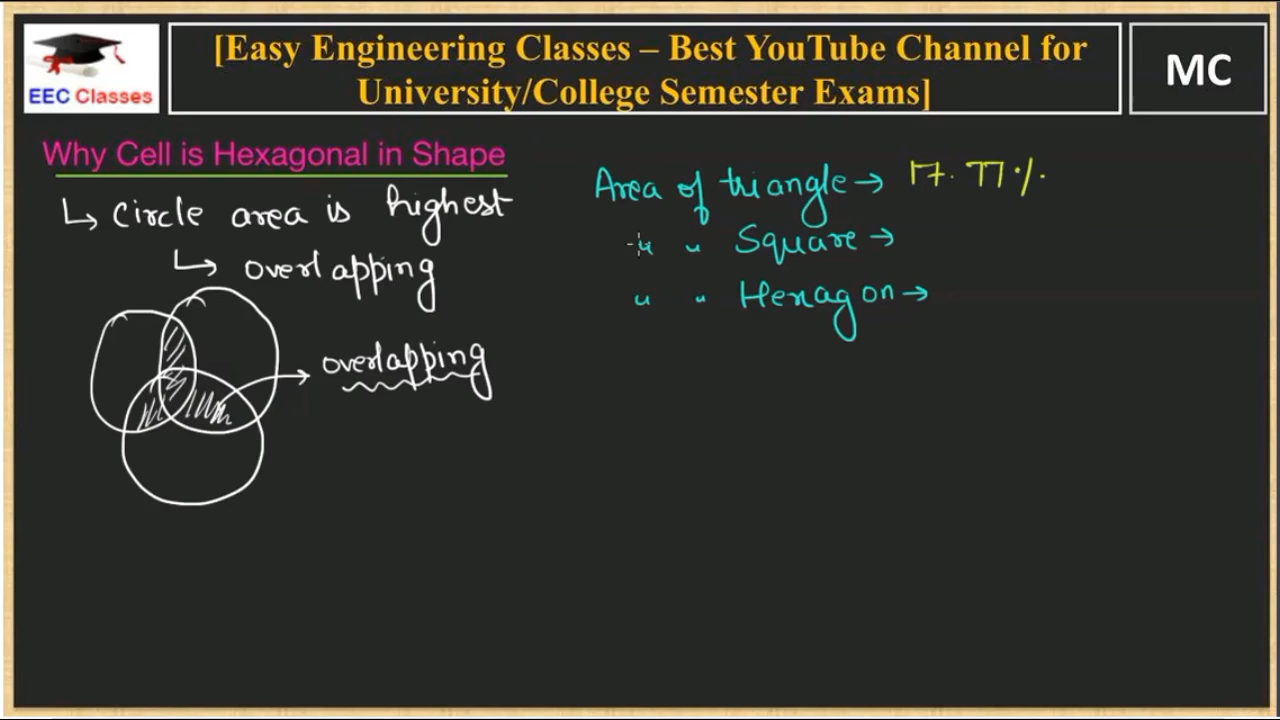 EEC Classes
[Easy Engineering Classes – Best YouTube Channel for
University/College Semester Exams]
MC
Why Cell is Hexagonal in Shape
↳ Circle area is highest
↳ overlapping
overlapping
Area of triangle → 17.77%.
" " Square →
" " Hexagon →